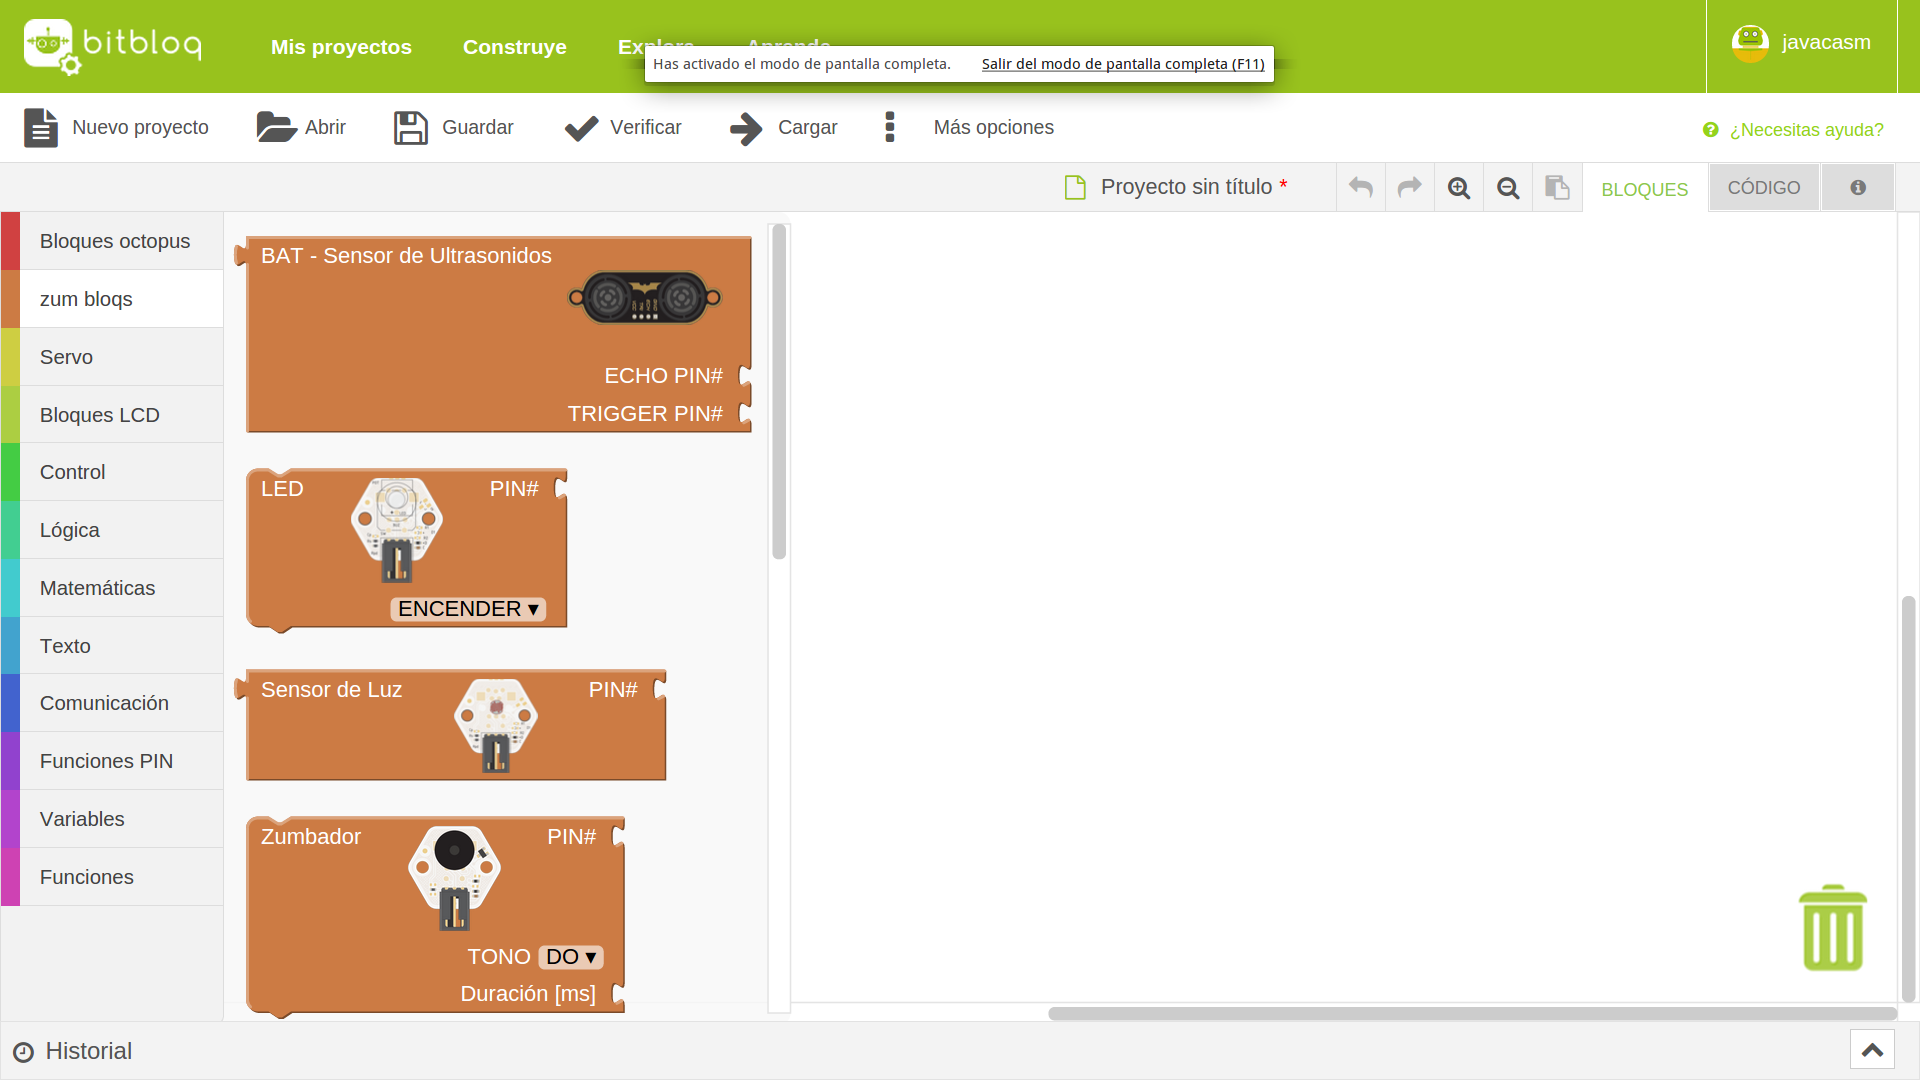 bitbloq
Mis proyectos
Construye
Explora
Aprende
javacasm
Has activado el modo de pantalla completa.
Salir del modo de pantalla completa (F11)
Nuevo proyecto
Abrir
Guardar
Verificar
Cargar
Más opciones
¿Necesitas ayuda?
Proyecto sin título *
BLOQUES
CÓDIGO
Bloques octopus
zum bloqs
Servo
Bloques LCD
Control
Lógica
Matemáticas
Texto
Comunicación
Funciones PIN
Variables
Funciones
BAT - Sensor de Ultrasonidos
ECHO PIN#
TRIGGER PIN#
LED
PIN#
ENCENDER ▾
Sensor de Luz
PIN#
Zumbador
PIN#
TONO DO ▾
Duración [ms]
Historial